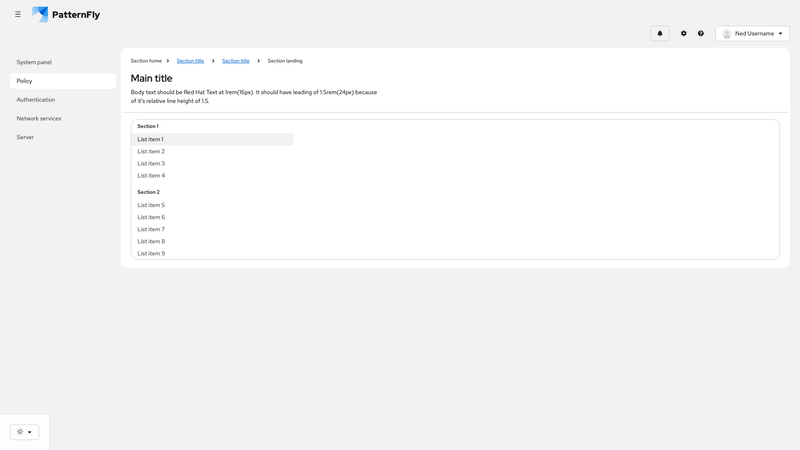 PatternFly
Ned Username
System panel
Policy
Authentication
Network services
Server
Section home
Section title
Section title
Section landing
Main title
Body text should be Red Hat Text at 1rem(16px). It should have leading of 1.5rem(24px) because
of it's relative line height of 1.5.
Section 1
List item 1
List item 2
List item 3
List item 4
Section 2
List item 5
List item 6
List item 7
List item 8
List item 9